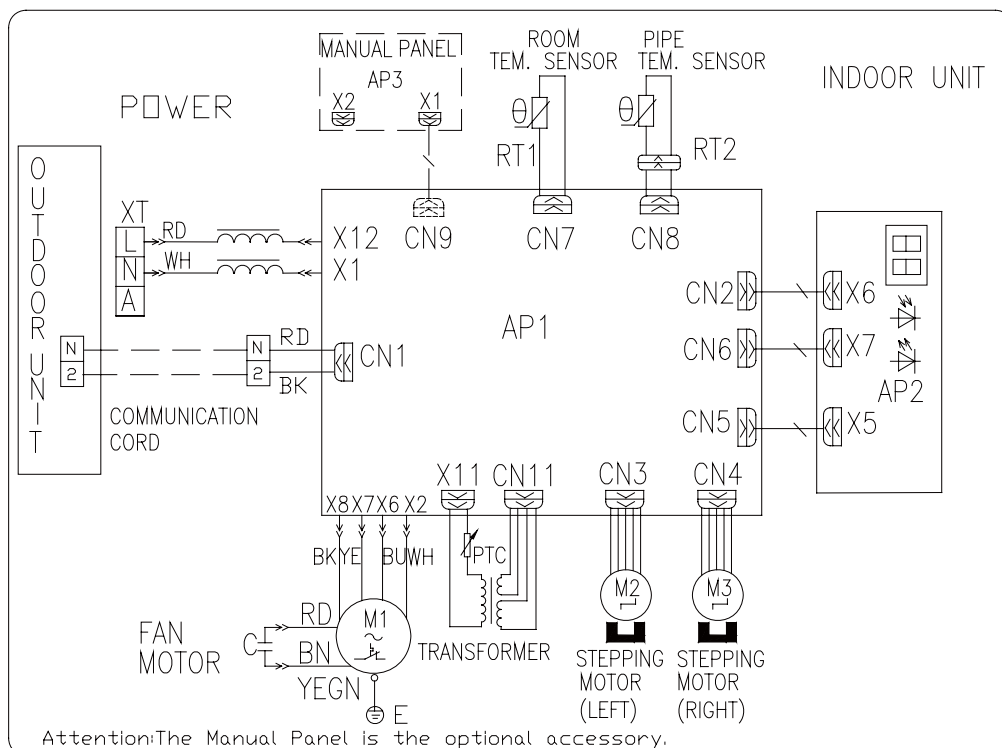 MANUAL PANEL
AP3
X2 X1
ROOM
TEM. SENSOR
PIPE
TEM. SENSOR
INDOOR UNIT
POWER
θ
θ
RT1
RT2
OUTDOOR UNIT
XT
L
N
A
RD
WH
X12
X1
CN9
CN7
CN8
AP1
CN2
X6
CN6
X7
AP2
CN5
X5
N
2
N
2
RD
BK
CN1
COMMUNICATION
CORD
X8 X7 X6 X2
BK YE BU WH
X11
CN11
CN3
CN4
PTC
TRANSFORMER
M2
M3
STEPPING
MOTOR
(LEFT)
STEPPING
MOTOR
(RIGHT)
FAN
MOTOR
C
RD
BN
YEGN
M1
E
Attention:The Manual Panel is the optional accessory.